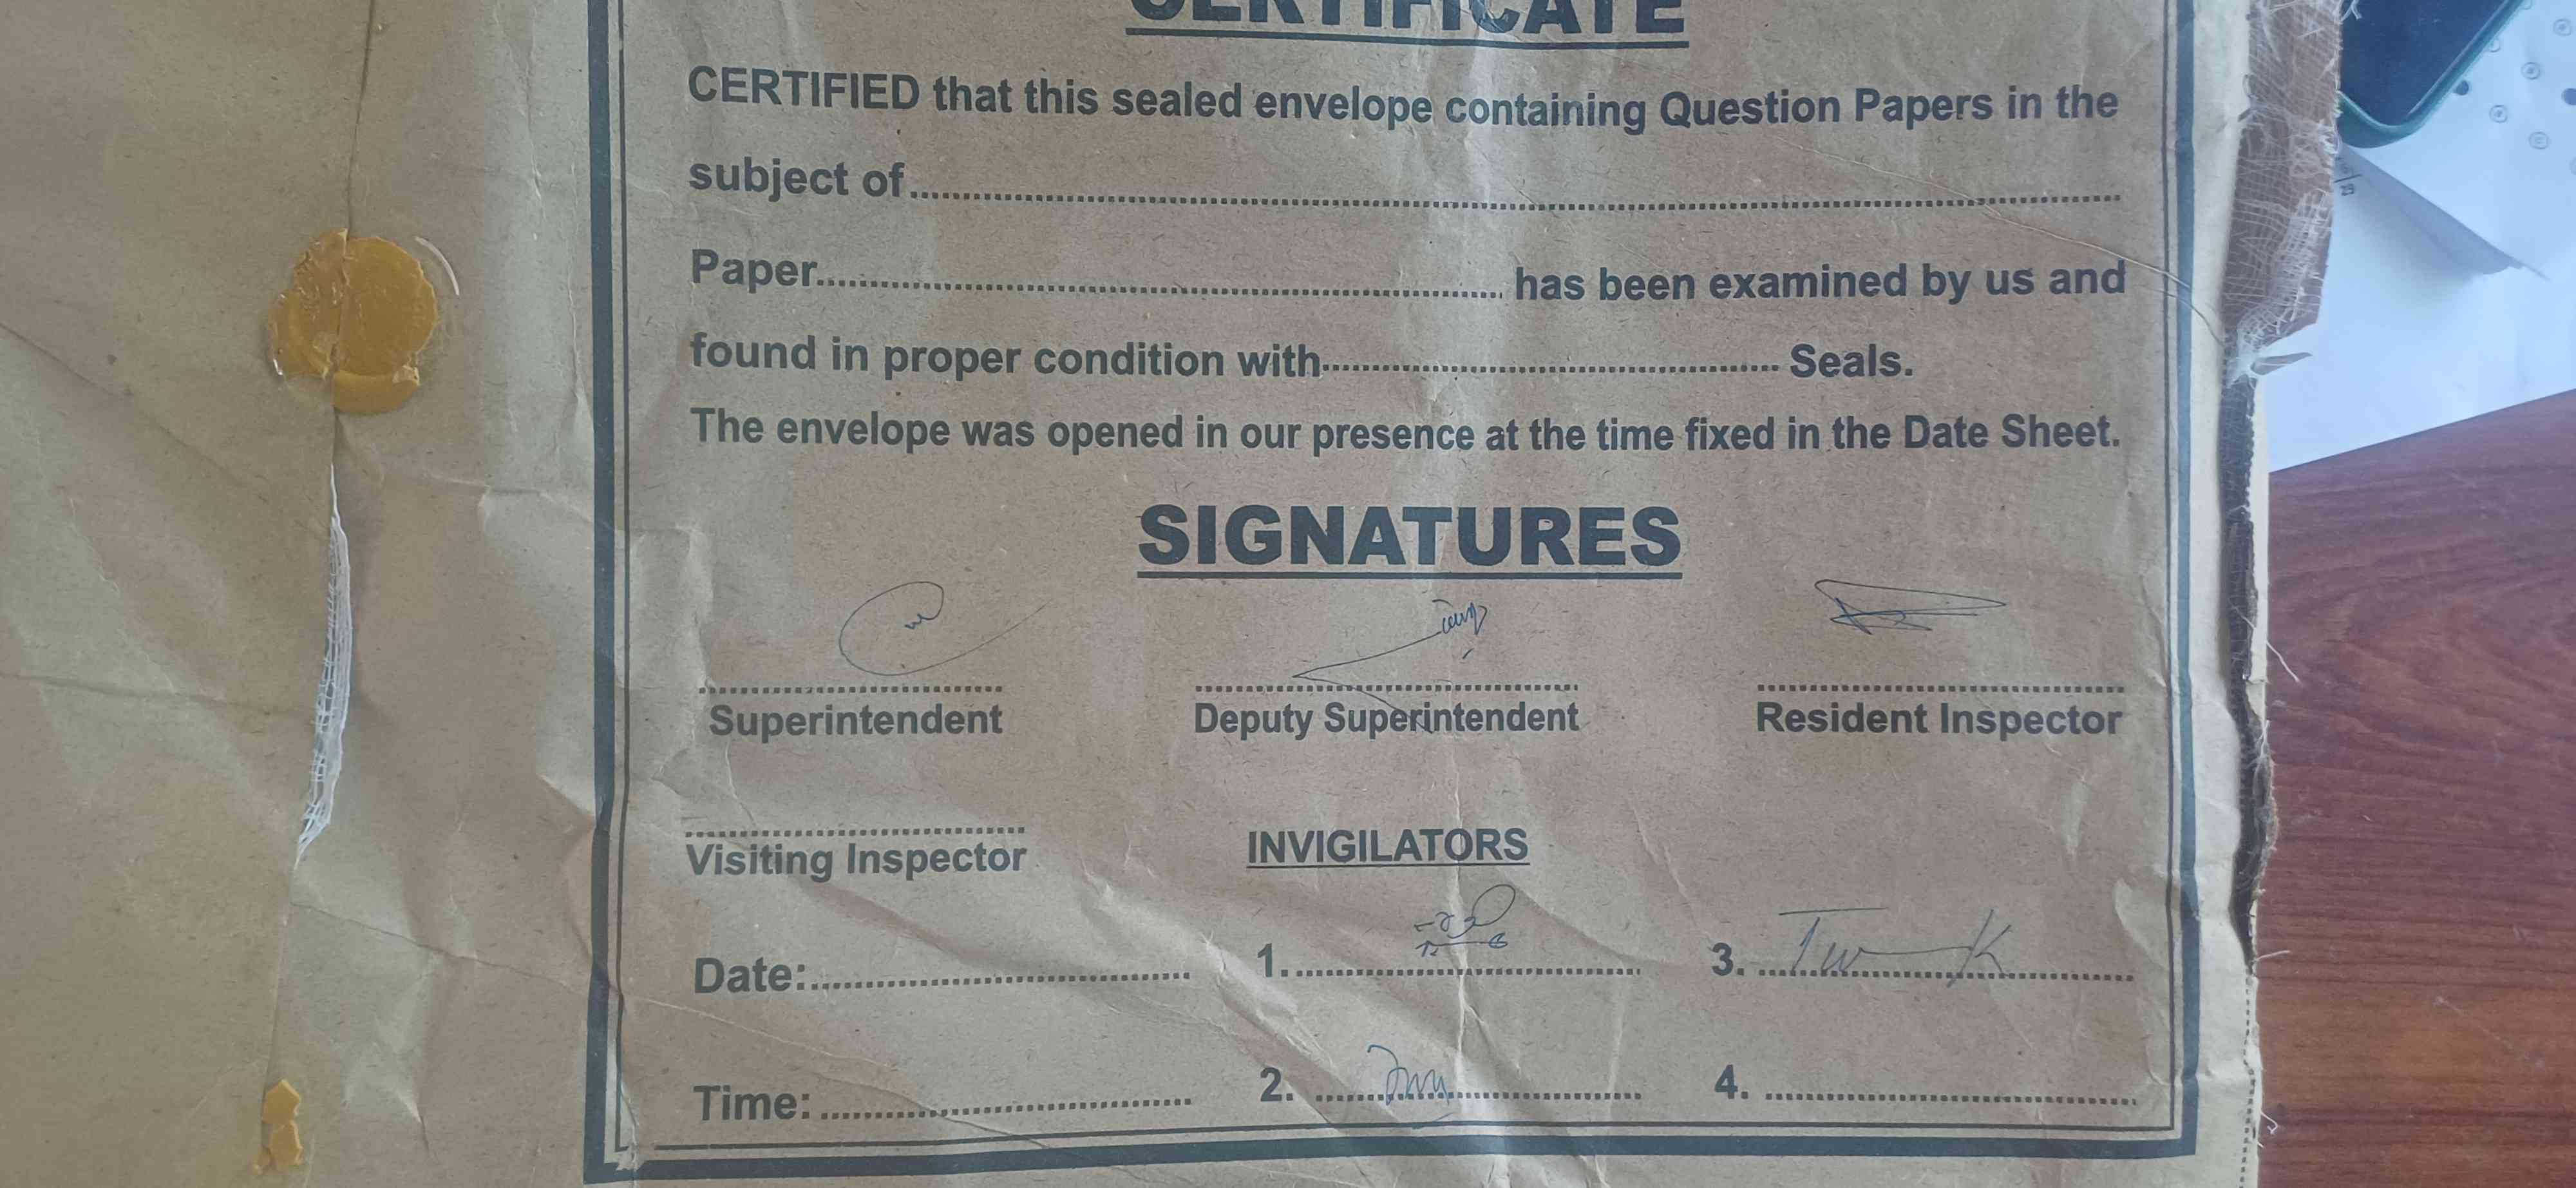 CERTIFICATE
CERTIFIED that this sealed envelope containing Question Papers in the
subject of
Paper has been examined by us and
found in proper condition with Seals.
The envelope was opened in our presence at the time fixed in the Date Sheet.
SIGNATURES
Superintendent Deputy Superintendent Resident Inspector
Visiting Inspector INVIGILATORS
Date: 1. 3.
Time: 2. 4.